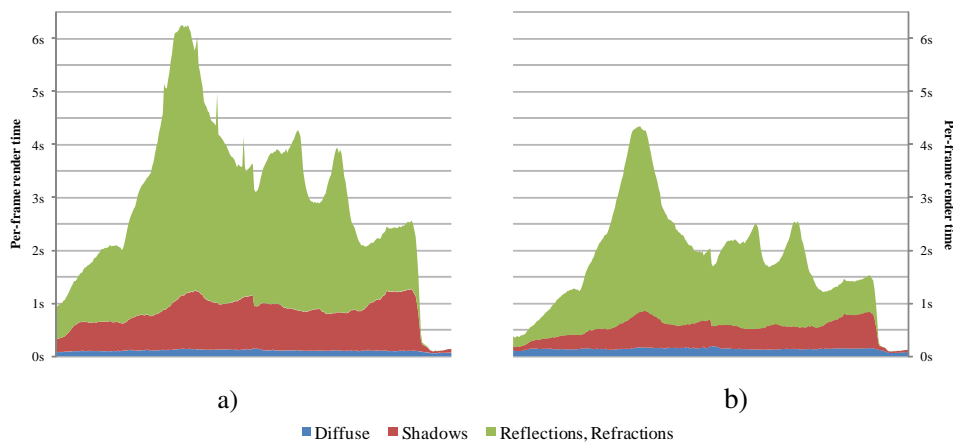 Per-frame render time
6s
5s
4s
3s
2s
1s
0s
a)
6s
5s
4s
3s
2s
1s
0s
Per-frame render time
b)
Diffuse Shadows Reflections, Refractions